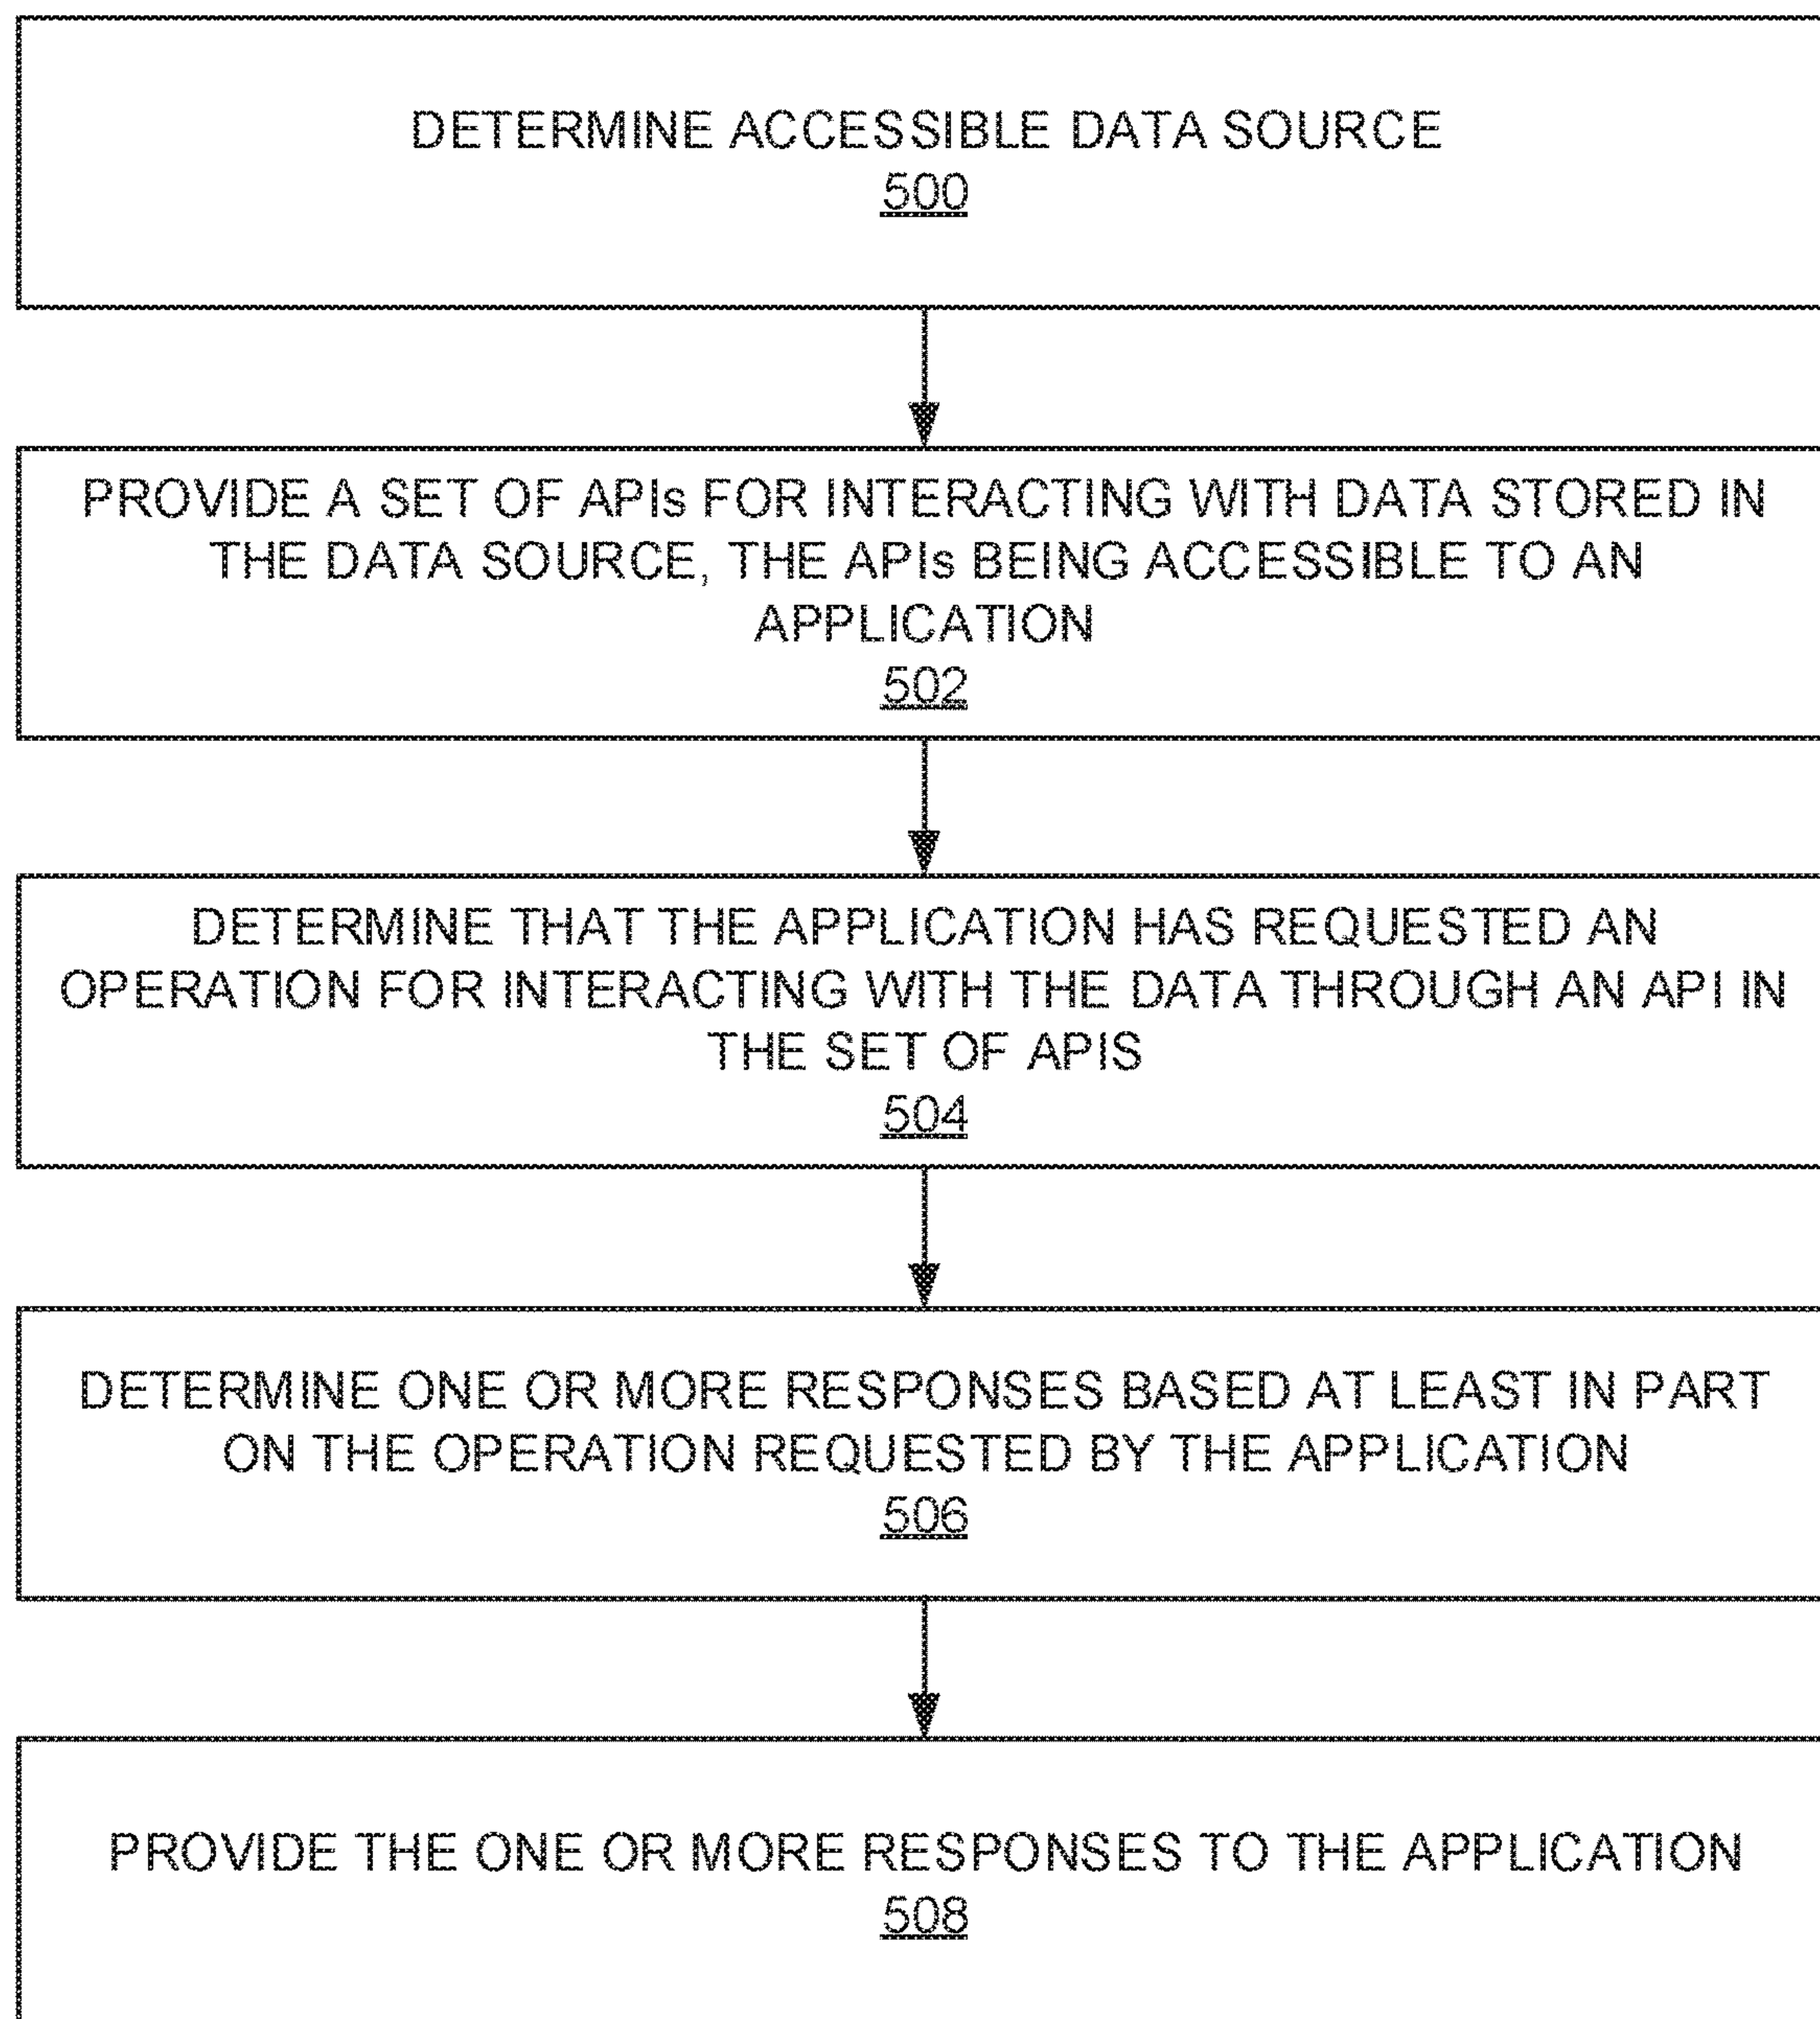 DETERMINE ACCESSIBLE DATA SOURCE
500
PROVIDE A SET OF APIs FOR INTERACTING WITH DATA STORED IN
THE DATA SOURCE, THE APIs BEING ACCESSIBLE TO AN
APPLICATION
502
DETERMINE THAT THE APPLICATION HAS REQUESTED AN
OPERATION FOR INTERACTING WITH THE DATA THROUGH AN API IN
THE SET OF APIS
504
DETERMINE ONE OR MORE RESPONSES BASED AT LEAST IN PART
ON THE OPERATION REQUESTED BY THE APPLICATION
506
PROVIDE THE ONE OR MORE RESPONSES TO THE APPLICATION
508